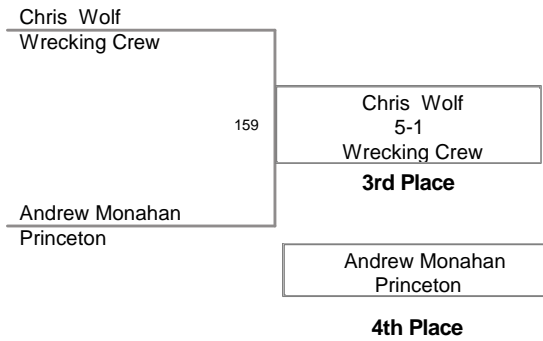 Chris Wolf
Wrecking Crew
159
Chris Wolf
5-1
Wrecking Crew
3rd Place
Andrew Monahan
Princeton
Andrew Monahan
Princeton
4th Place